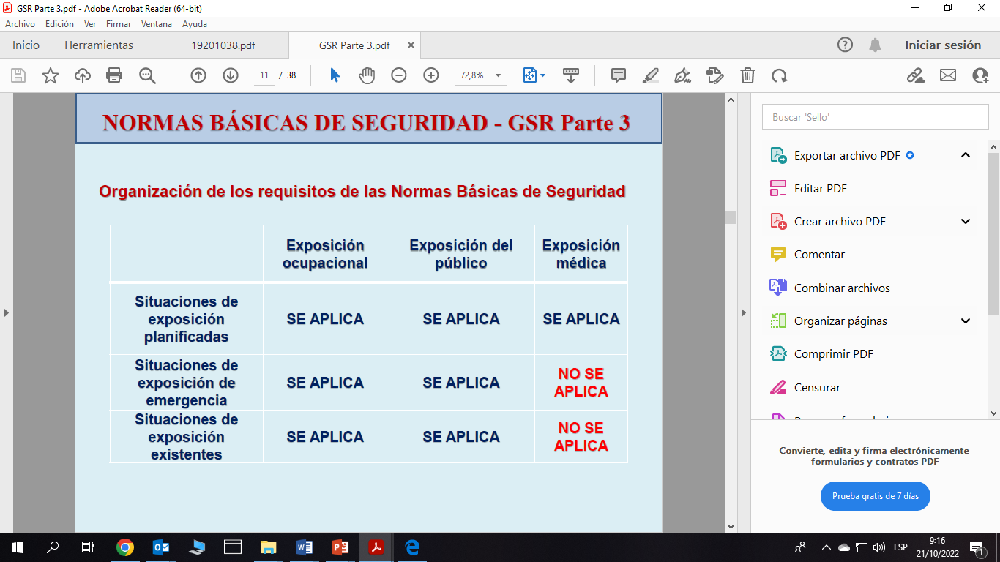 GSR Parte 3.pdf - Adobe Acrobat Reader (64-bit)
Archivo Edición Ver Firmar Ventana Ayuda
Inicio Herramientas 19201038.pdf GSR Parte 3.pdf × Iniciar sesión
11 / 38 72,8%
NORMAS BÁSICAS DE SEGURIDAD - GSR Parte 3
Organización de los requisitos de las Normas Básicas de Seguridad
Exposición ocupacional
Exposición del público
Exposición médica
Situaciones de
exposición
planificadas
SE APLICA SE APLICA SE APLICA
Situaciones de
exposición de
emergencia
SE APLICA SE APLICA
NO SE
APLICA
Situaciones de
exposición
existentes
SE APLICA SE APLICA
NO SE
APLICA
Buscar 'Sello'
Exportar archivo PDF
Editar PDF
Crear archivo PDF
Comentar
Combinar archivos
Organizar páginas
Comprimir PDF
Censurar
Convierte, edita y firma electrónicamente
formularios y contratos PDF
Prueba gratis de 7 días
ESP
9:16
21/10/2022
1